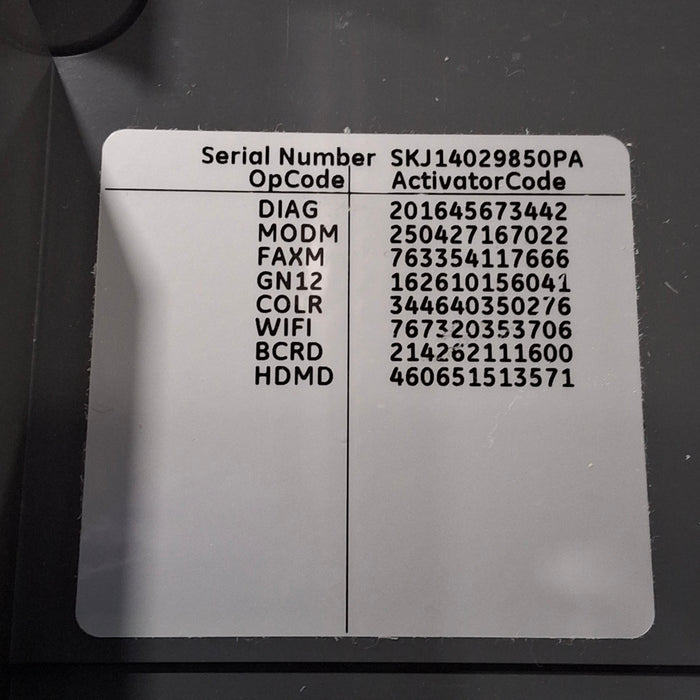 Serial Number SKJ14029850PA
OpCode ActivatorCode
DIAG 201645673442
MODM 250427167022
FAXM 763354117666
GN12 162610156041
COLR 344640350276
WIFI 767320353706
BCRD 214262111600
HDMD 460651513571